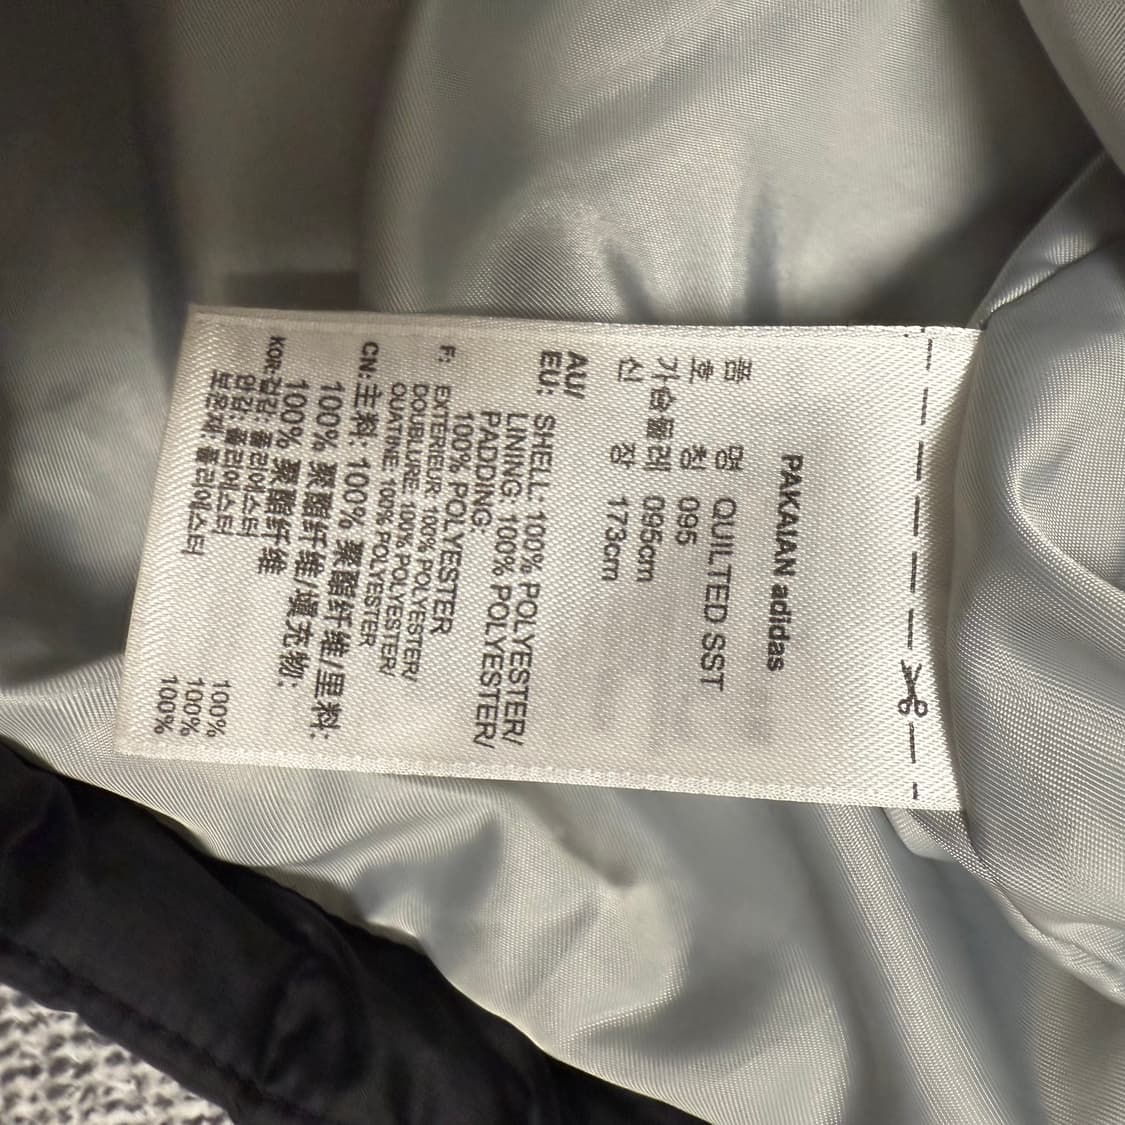 PAKAIAN adidas
품 명 QUILTED SST
호 칭 095
가슴둘레 095cm
신 장 173cm
AU/
EU: SHELL: 100% POLYESTER/
LINING: 100% POLYESTER/
PADDING:
100% POLYESTER
F: EXTERIEUR: 100% POLYESTER/
DOUBLURE: 100% POLYESTER/
OUATINE: 100% POLYESTER
CN: 主料: 100% 聚酯纤维/里料:
100% 聚酯纤维/填充物:
100% 聚酯纤维
KOR: 겉감: 폴리에스터 100%
안감: 폴리에스터 100%
보온재: 폴리에스터 100%